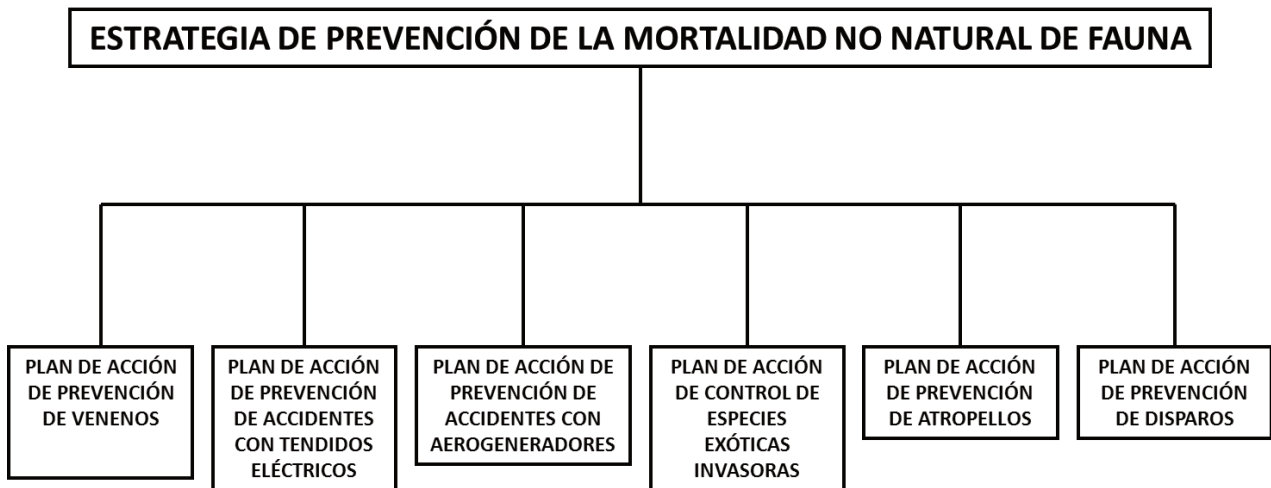 ESTRATEGIA DE PREVENCIÓN DE LA MORTALIDAD NO NATURAL DE FAUNA
PLAN DE ACCIÓN
DE PREVENCIÓN
DE VENENOS
PLAN DE ACCIÓN
DE PREVENCIÓN
DE ACCIDENTES
CON TENDIDOS
ELÉCTRICOS
PLAN DE ACCIÓN DE
PREVENCIÓN DE
ACCIDENTES CON
AEROGENERADORES
PLAN DE ACCIÓN
DE CONTROL DE
ESPECIES
EXÓTICAS
INVASORAS
PLAN DE ACCIÓN
DE PREVENCIÓN
DE ATROPELLOS
PLAN DE ACCIÓN
DE PREVENCIÓN
DE DISPAROS